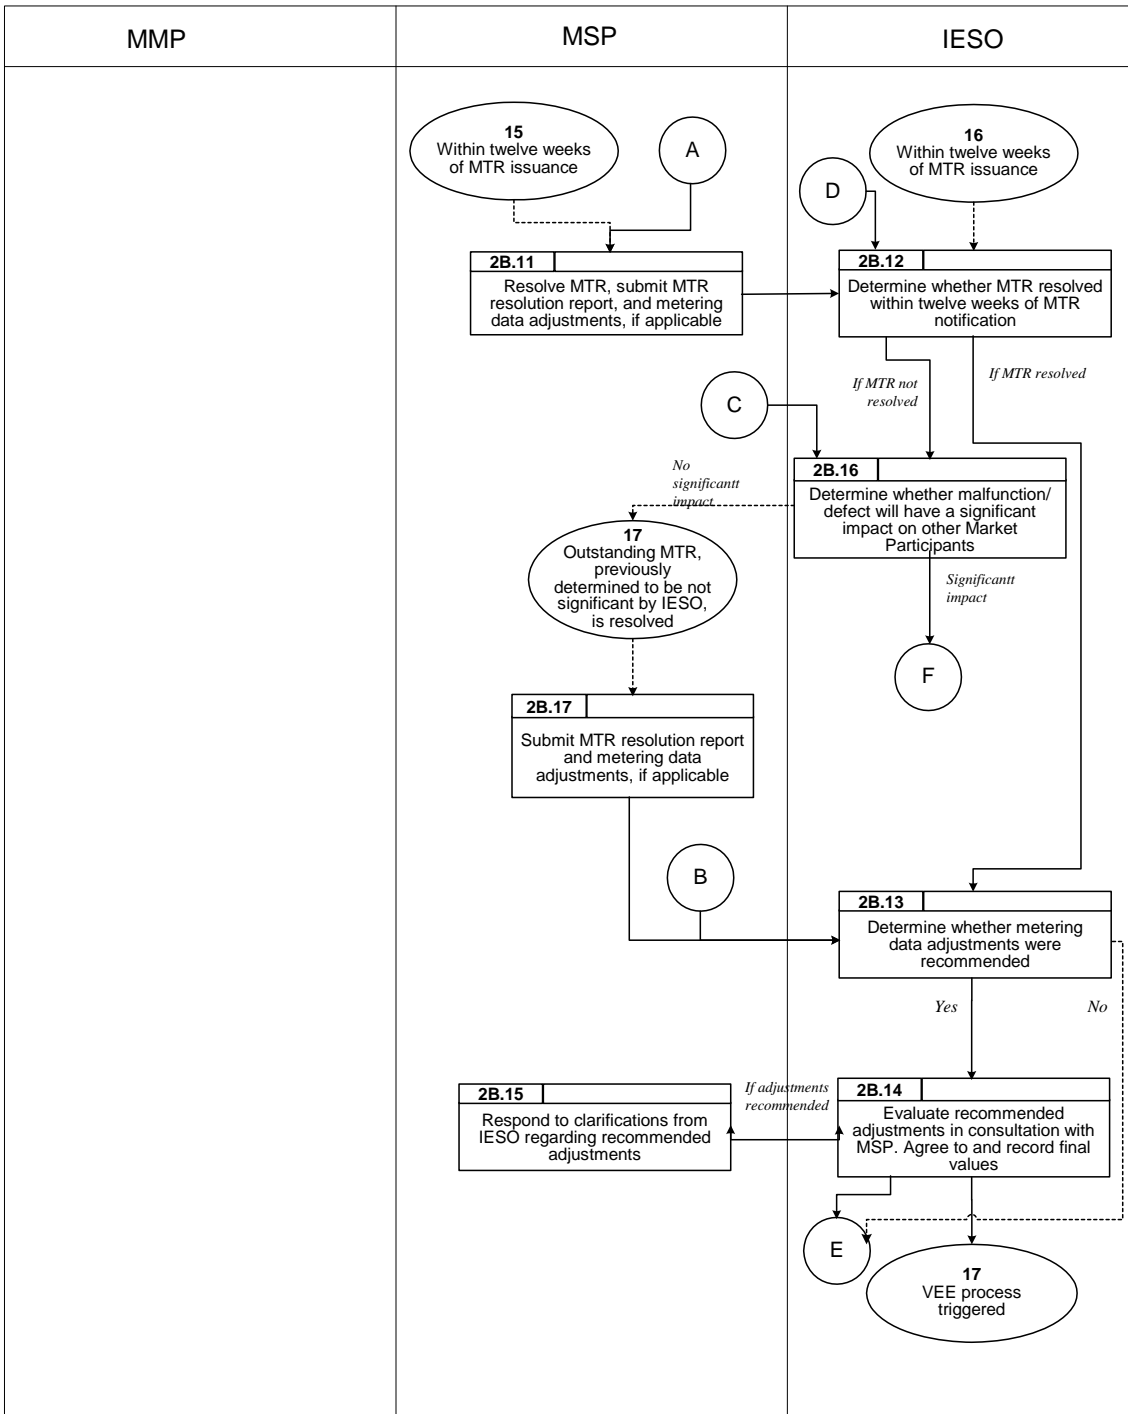 MMP
MSP
IESO
15
Within twelve weeks
of MTR issuance
A
16
Within twelve weeks
of MTR issuance
D
2B.11
Resolve MTR, submit MTR
resolution report, and metering
data adjustments, if applicable
2B.12
Determine whether MTR resolved
within twelve weeks of MTR
notification
If MTR not
resolved
If MTR resolved
C
No
significantt
impact
2B.16
Determine whether malfunction/
defect will have a significant
impact on other Market
Participants
17
Outstanding MTR,
previously
determined to be not
significant by IESO,
is resolved
Significantt
impact
F
2B.17
Submit MTR resolution report
and metering data
adjustments, if applicable
B
2B.13
Determine whether metering
data adjustments were
recommended
Yes
No
2B.15
Respond to clarifications from
IESO regarding recommended
adjustments
If adjustments
recommended
2B.14
Evaluate recommended
adjustments in consultation with
MSP. Agree to and record final
values
E
17
VEE process
triggered